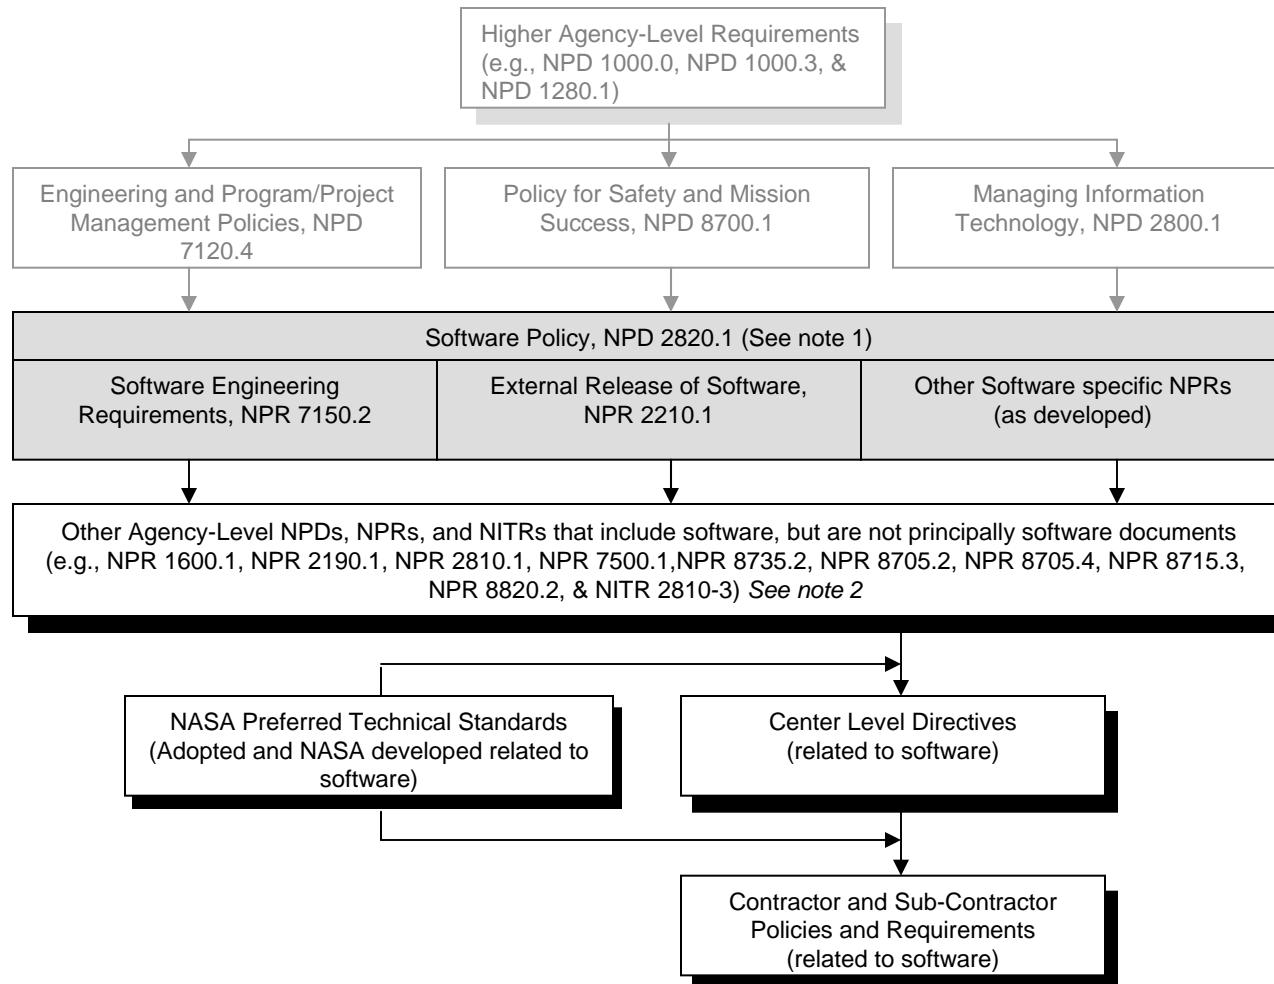 Higher Agency-Level Requirements
(e.g., NPD 1000.0, NPD 1000.3, &
NPD 1280.1)
Engineering and Program/Project
Management Policies, NPD
7120.4
Policy for Safety and Mission
Success, NPD 8700.1
Managing Information
Technology, NPD 2800.1
Software Policy, NPD 2820.1 (See note 1)
Software Engineering
Requirements, NPR 7150.2
External Release of Software,
NPR 2210.1
Other Software specific NPRs
(as developed)
Other Agency-Level NPDs, NPRs, and NITRs that include software, but are not principally software documents
(e.g., NPR 1600.1, NPR 2190.1, NPR 2810.1, NPR 7500.1,NPR 8735.2, NPR 8705.2, NPR 8705.4, NPR 8715.3,
NPR 8820.2, & NITR 2810-3) See note 2
NASA Preferred Technical Standards
(Adopted and NASA developed related to
software)
Center Level Directives
(related to software)
Contractor and Sub-Contractor
Policies and Requirements
(related to software)